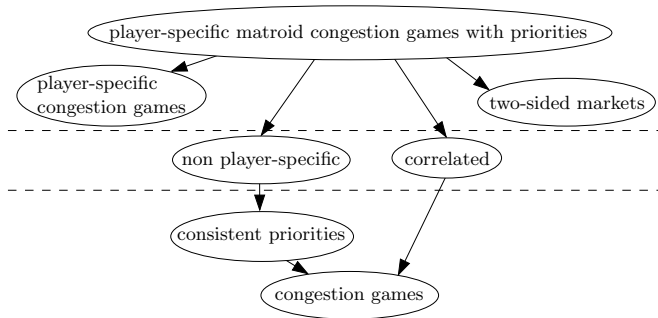 player-specific matroid congestion games with priorities
player-specific
congestion games
two-sided markets
non player-specific
correlated
consistent priorities
congestion games